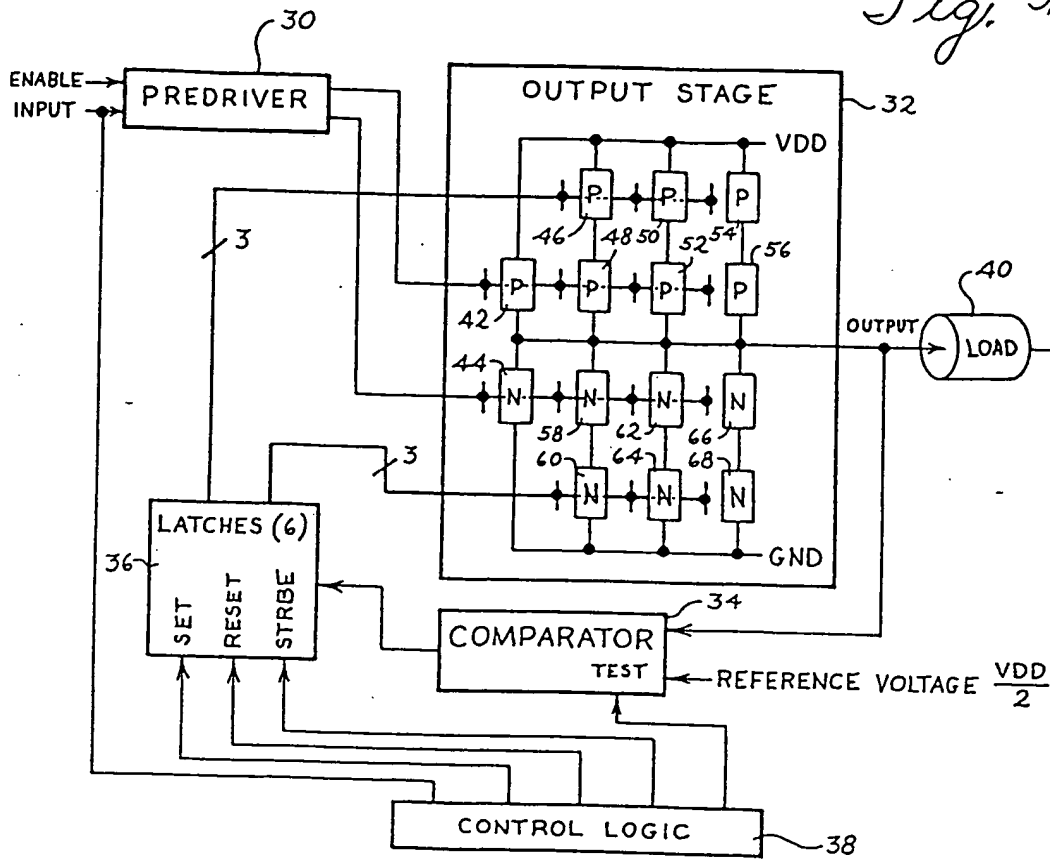 Fig.
30
ENABLE
INPUT
PREDRIVER
OUTPUT STAGE
32
VDD
P
P
P
3
46
48
50
54
52
56
P
P
P
P
42
40
OUTPUT
LOAD
44
N
N
N
N
58
62
66
3
60
64
68
N
N
N
LATCHES (6)
36
GND
SET
RESET
STRBE
34
COMPARATOR
TEST
REFERENCE VOLTAGE VDD/2
CONTROL LOGIC
38